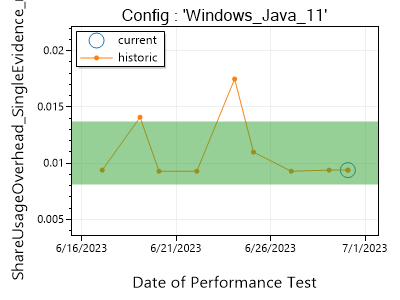 Config : 'Windows_Java_11'
ShareUsageOverhead_SingleEvidence_
current
historic
0.02
0.015
0.01
0.005
6/16/2023
6/21/2023
6/26/2023
7/1/2023
Date of Performance Test